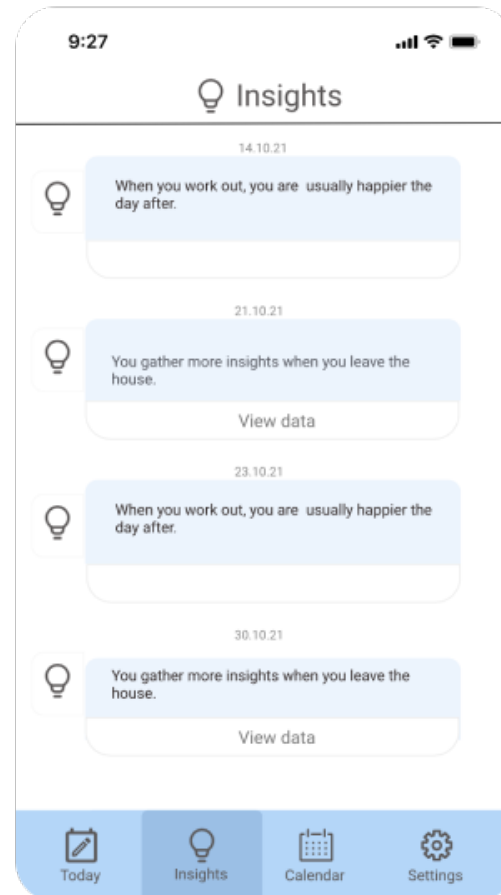 9:27
Insights
14.10.21
When you work out, you are usually happier the
day after.
21.10.21
You gather more insights when you leave the
house.
View data
23.10.21
When you work out, you are usually happier the
day after.
30.10.21
You gather more insights when you leave the
house.
View data
Today Insights Calendar Settings